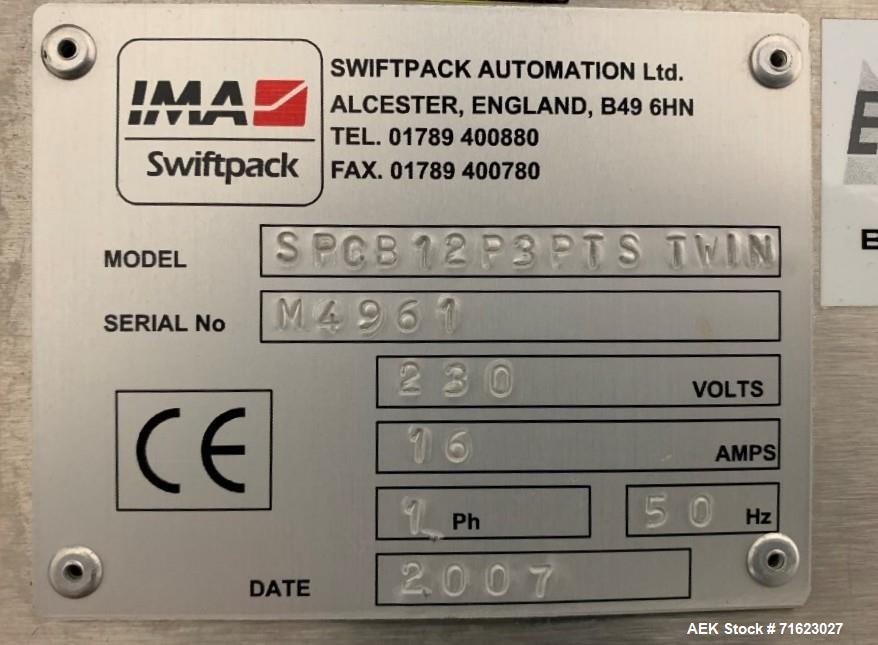 IMA
Swiftpack
SWIFTPACK AUTOMATION Ltd.
ALCESTER, ENGLAND, B49 6HN
TEL. 01789 400880
FAX. 01789 400780
MODEL SPCB12P3PTS TWIN
SERIAL No M4961
230 VOLTS
16 AMPS
1 Ph 50 Hz
CE
DATE 2007
AEK Stock # 71623027